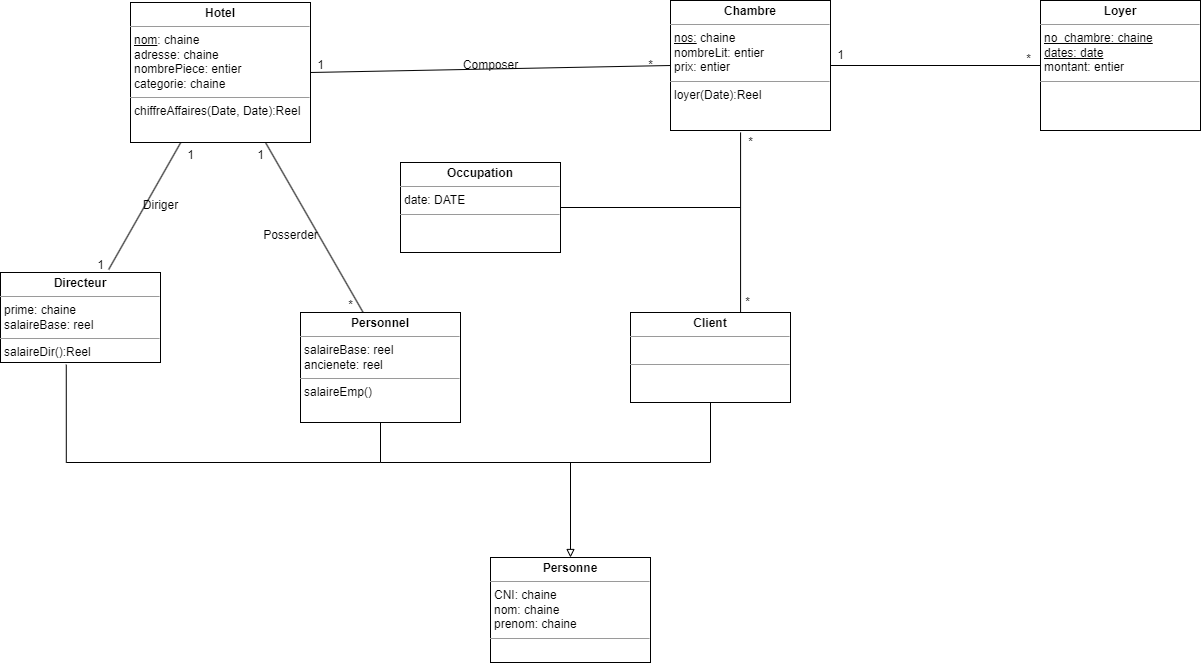 Hotel
nom: chaine
adresse: chaine
nombrePiece: entier
categorie: chaine
chiffreAffaires(Date, Date):Reel
1
Composer
*
Chambre
nos: chaine
nombreLit: entier
prix: entier
loyer(Date):Reel
1
*
Loyer
no_chambre: chaine
dates: date
montant: entier
1
1
*
Diriger
Posserder
Occupation
date: DATE
1
*
*
Directeur
prime: chaine
salaireBase: reel
salaireDir():Reel
Personnel
salaireBase: reel
ancienete: reel
salaireEmp()
Client
Personne
CNI: chaine
nom: chaine
prenom: chaine